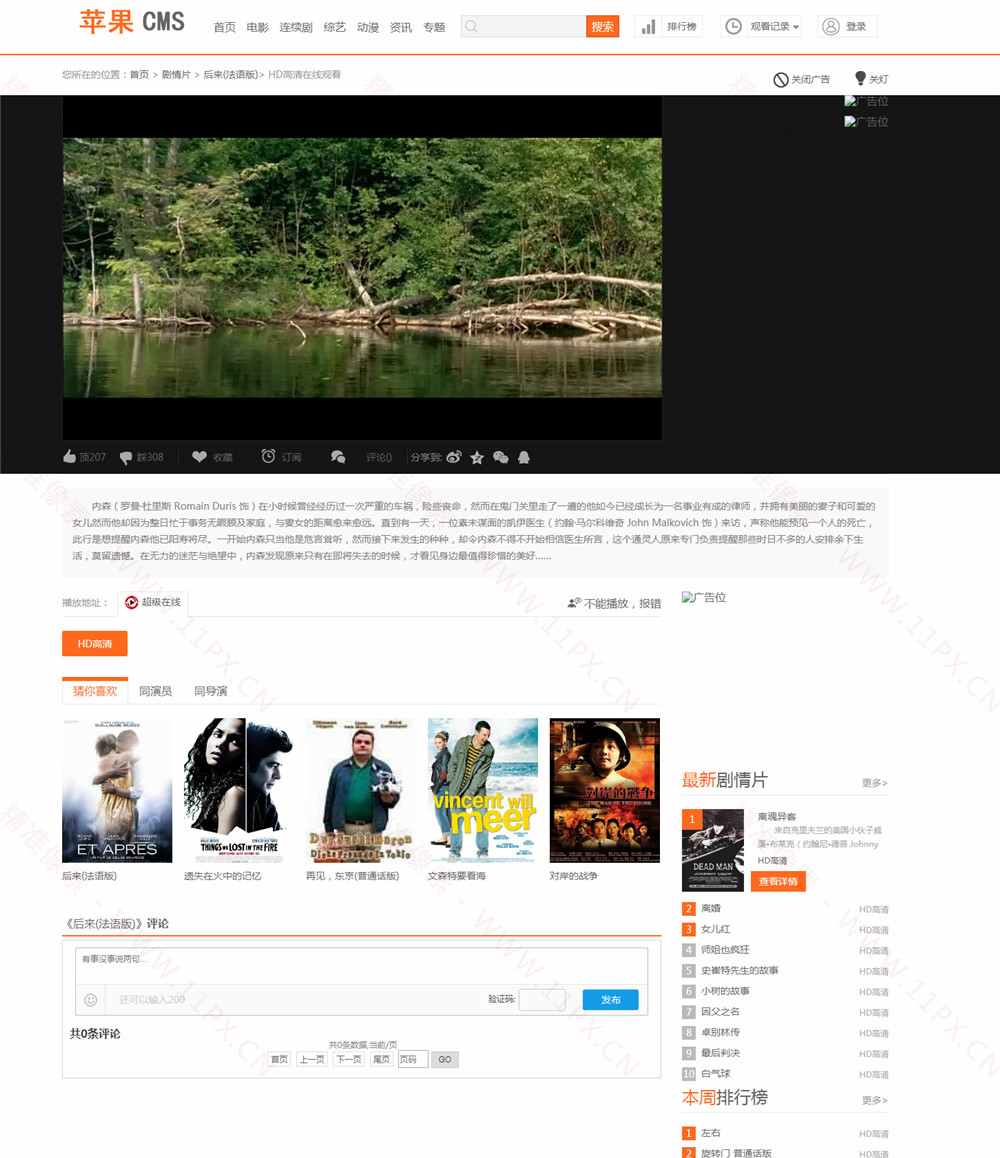 苹果 CMS
首页 电影 连续剧 综艺 动漫 资讯 专题
搜索
排行榜
观看记录
登录
您所在的位置：首页 > 剧情片 > 后来(法语版)> HD高清在线观看
关闭广告
关灯
广告位
广告位
顶207 踩308 收藏 订阅 评论() 分享到:
内森（罗曼·杜里斯 Romain Duris 饰）在小时候曾经经历过一次严重的车祸，险些丧命，然而在鬼门关里走了一遭的他如今已经成长为一名事业有成的律师，并拥有美丽的妻子和可爱的
女儿然而他却因为整日忙于事务无暇顾及家庭，与妻女的距离愈来愈远。直到有一天，一位素未谋面的凯伊医生（约翰·马尔科维奇 John Malkovich 饰）来访，声称他能预见一个人的死亡，
此行是想提醒内森他已阳寿将尽。一开始内森只当他是危言耸听，然而接下来发生的种种，却令内森不得不开始相信医生所言，这个通灵人原来专门负责提醒那些时日不多的人安排余下生
活，莫留遗憾。在无力的迷茫与绝望中，内森发现原来只有在即将失去的时候，才看见身边最值得珍惜的美好......
播放地址：
超级在线
不能播放，报错
广告位
HD高清
猜你喜欢 同演员 同导演
ET APRES
THINGS WE LOST IN THE FIRE
vincent will
meer
对岸的戰爭
后来(法语版)
遗失在火中的记忆
再见，东京(普通话版)
文森特要看海
对岸的战争
最新剧情片
更多>
1
DEAD MAN
离魂异客
来自克里夫兰的美国小伙子威
廉·布莱克（约翰尼·德普 Johnny
HD高清
查看详情
2 离婚 HD高清
3 女儿红 HD高清
4 师姐也疯狂 HD高清
5 史崔特先生的故事 HD高清
6 小树的故事 HD高清
7 因父之名 HD高清
8 卓别林传 HD高清
9 最后判决 HD高清
10 白气球 HD高清
本周排行榜
更多>
1 左右 HD高清
2 旋转门 普通话版 HD高清
《后来(法语版)》评论
有事没事说两句...
还可以输入200
验证码:
发布
共0条评论
共0条数据,当前/页
首页 上一页 下一页 尾页 页码 GO
WWW.11PX.CN